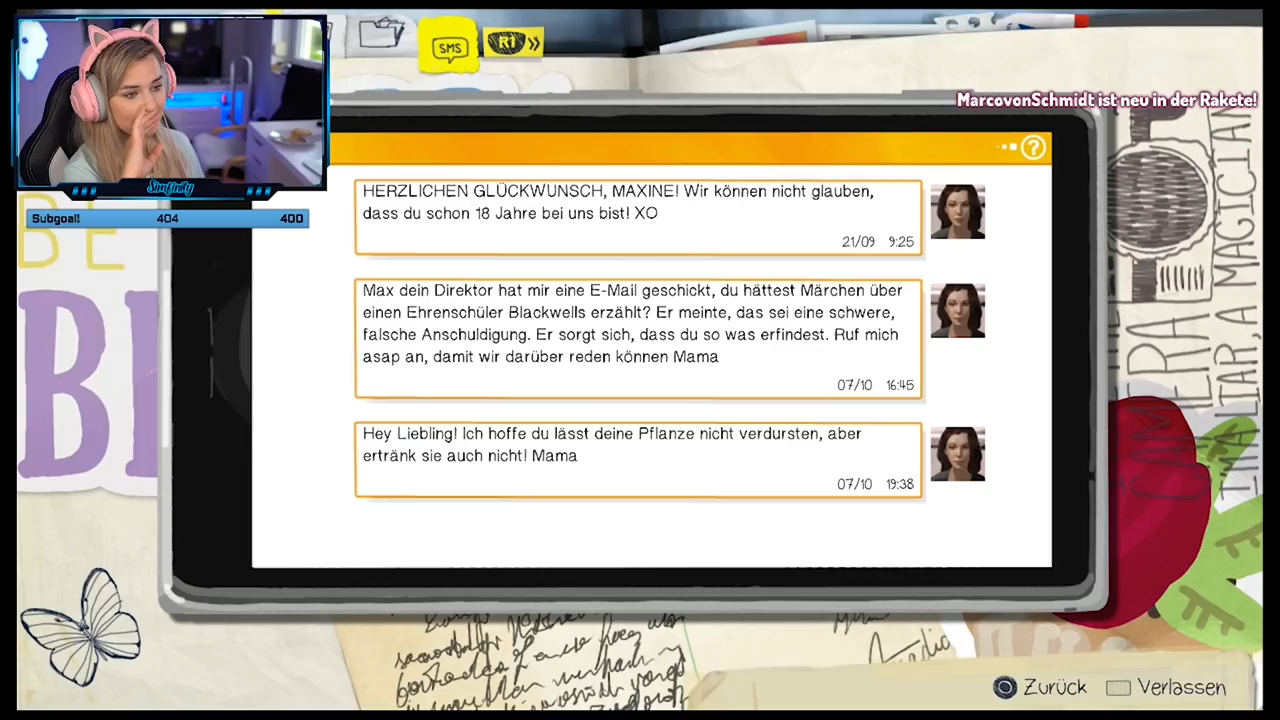 SMS
R1
MarcovonSchmidt ist neu in der Rakete!
Simfinity
Subgoal! 404 400
HERZLICHEN GLÜCKWUNSCH, MAXINE! Wir können nicht glauben,
dass du schon 18 Jahre bei uns bist! XO
21/09 9:25
Max dein Direktor hat mir eine E-Mail geschickt, du hättest Märchen über
einen Ehrenschüler Blackwells erzählt? Er meinte, das sei eine schwere,
falsche Anschuldigung. Er sorgt sich, dass du so was erfindest. Ruf mich
asap an, damit wir darüber reden können Mama
07/10 16:45
Hey Liebling! Ich hoffe du lässt deine Pflanze nicht verdursten, aber
ertränk sie auch nicht! Mama
07/10 19:38
BE
CAMERA
LIAR, A MAGICIAN
Zurück Verlassen